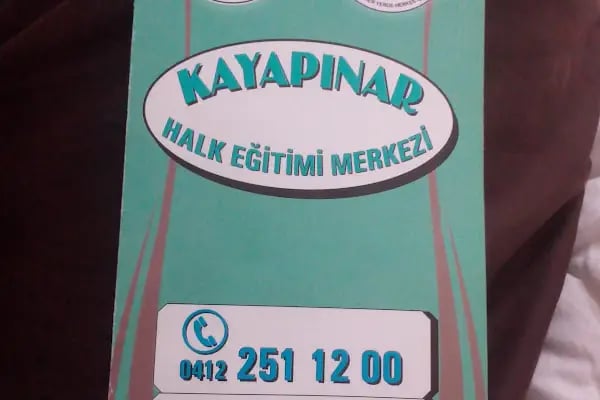 KAYAPINAR
HALK EĞİTİMİ MERKEZİ
0412 251 12 00